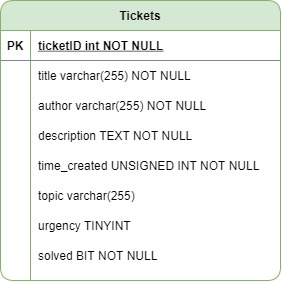 Tickets
PK ticketID int NOT NULL
title varchar(255) NOT NULL
author varchar(255) NOT NULL
description TEXT NOT NULL
time_created UNSIGNED INT NOT NULL
topic varchar(255)
urgency TINYINT
solved BIT NOT NULL